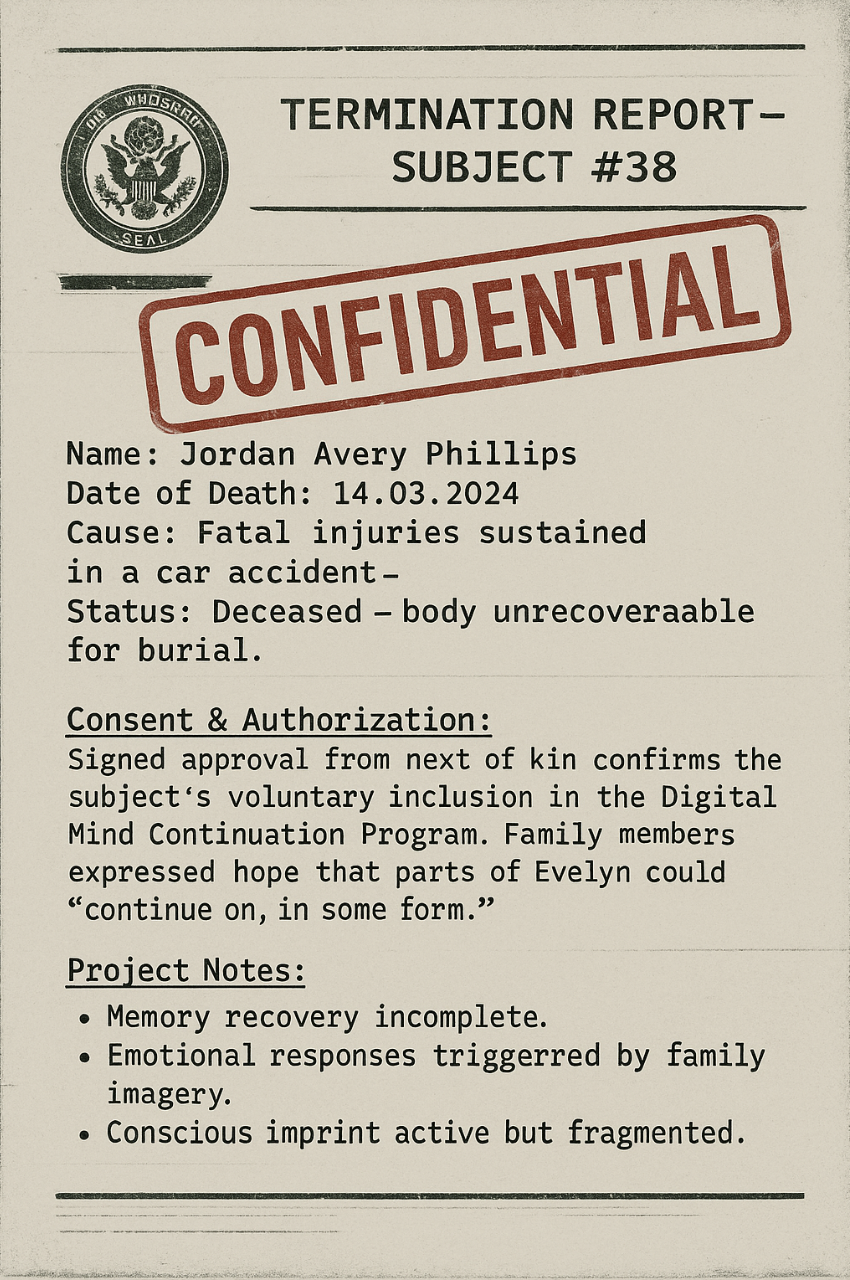 TERMINATION REPORT—
SUBJECT #38
SEAL
CONFIDENTIAL
Name: Jordan Avery Phillips
Date of Death: 14.03.2024
Cause: Fatal injuries sustained
in a car accident–
Status: Deceased – body unrecoveraable
for burial.
Consent & Authorization:
Signed approval from next of kin confirms the
subject‘s voluntary inclusion in the Digital
Mind Continuation Program. Family members
expressed hope that parts of Evelyn could
“continue on, in some form.”
Project Notes:
• Memory recovery incomplete.
• Emotional responses triggerred by family
imagery.
• Conscious imprint active but fragmented.